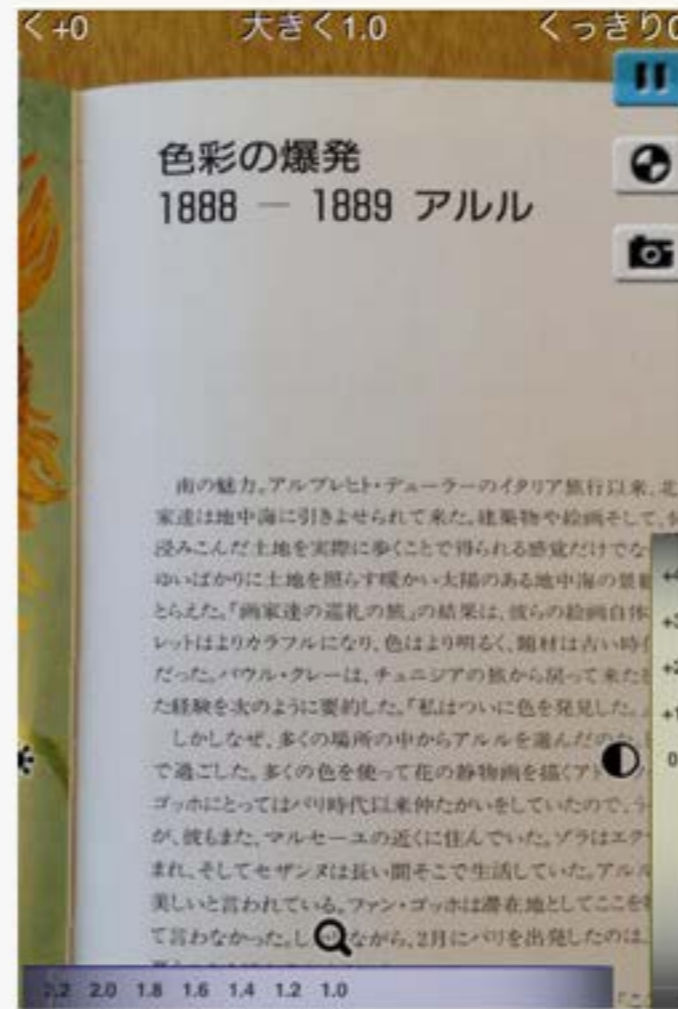 く+0 大きく1.0 くっきり0
色彩の爆発
1888 — 1889 アルル
南の魅力。アルブレヒト・デューラーのイタリア旅行以来、北
家達は地中海に引きよせられて来た。建築物や絵画そして、
浸みこんだ土地を実際に歩くことで得られる感覚だけでな
ゆいばかりに土地を照らす暖かい太陽のある地中海の景観
とらえた。「画家達の巡礼の旅」の結果は、彼らの絵画自体
レットはよりカラフルになり、色はより明るく、題材は古い時
だった。パウル・クレーは、チュニジアの旅から戻って来た
た経験を次のように要約した。「私はついに色を発見した。
しかしなぜ、多くの場所の中からアルルを選んだの
で過ごした。多くの色を使って花の静物画を描くアド
ゴッホにとってはパリ時代以来仲たがいをしていたので、
が、彼もまた、マルセーユの近くに住んでいた。ゾラはエク
まれ、そしてセザンヌは長い間そこで生活していた。アルル
美しいと言われている。ファン・ゴッホは滞在地としてここを
て言わなかった。し ながら、2月にパリを出発したのは、
+3
+2
+1
0
2.2 2.0 1.8 1.6 1.4 1.2 1.0